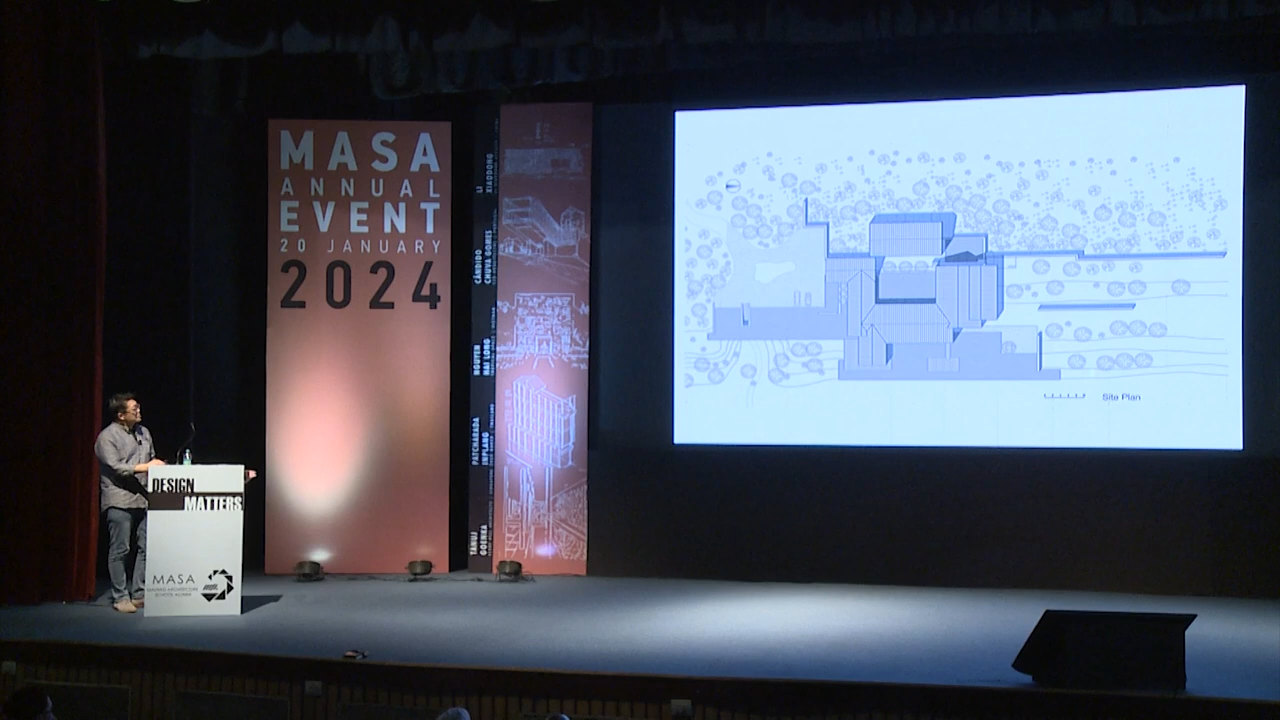 MASA
ANNUAL
EVENT
20 JANUARY
2024
LI
XIAODONG
CÂNDIDO
CHUVA GOMES
NGUYEN
HAI LONG
PATCHARADA
INPLANG
TANUJ
GOENKA
Site Plan
DESIGN
MATTERS
MASA